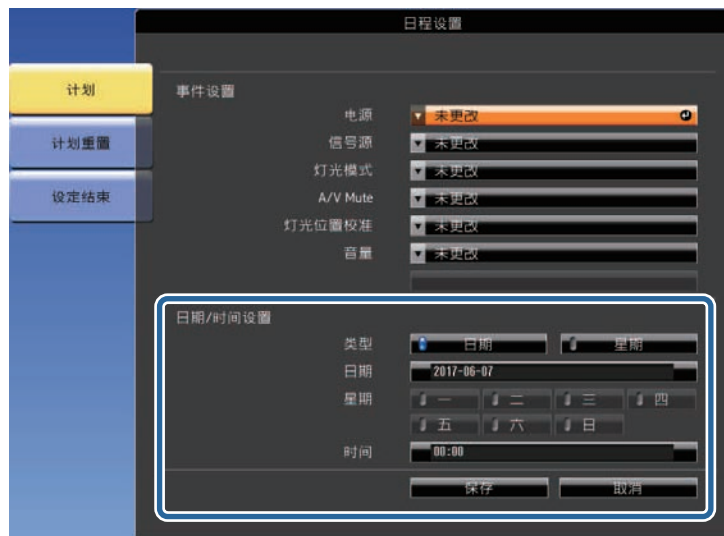 日程设置
计划
计划重置
设定结束
事件设置
电源 未更改
信号源 未更改
灯光模式 未更改
A/V Mute 未更改
灯光位置校准 未更改
音量 未更改
日期/时间设置
类型 日期 星期
日期 2017-06-07
星期 一 二 三 四
五 六 日
时间 00:00
保存 取消